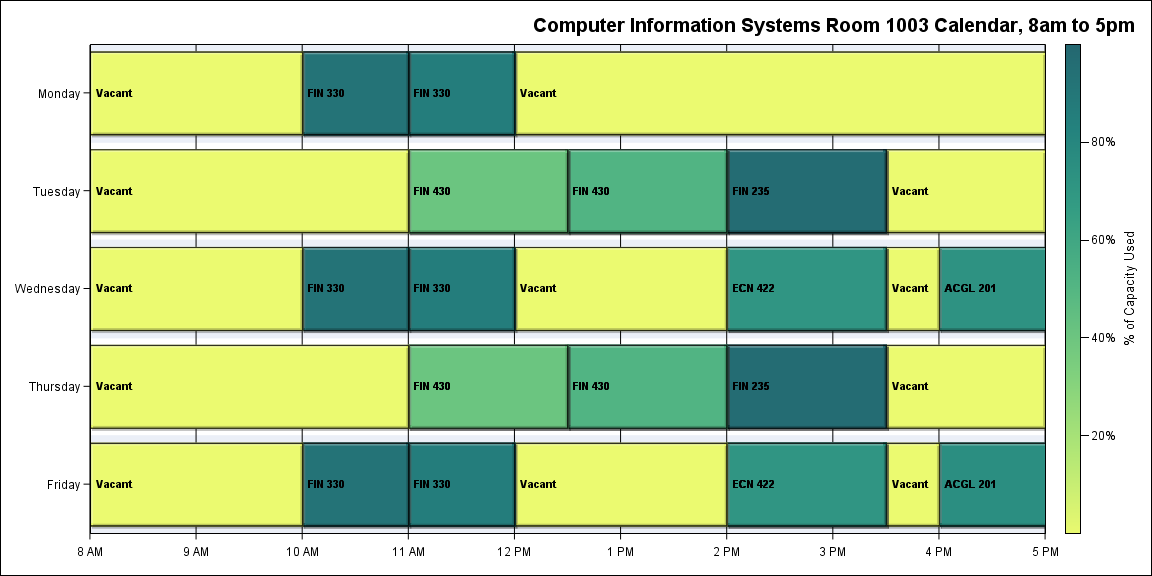 Computer Information Systems Room 1003 Calendar, 8am to 5pm
Monday
Vacant
FIN 330
FIN 330
Vacant
Tuesday
Vacant
FIN 430
FIN 430
FIN 235
Vacant
Wednesday
Vacant
FIN 330
FIN 330
Vacant
ECN 422
Vacant
ACGL 201
Thursday
Vacant
FIN 430
FIN 430
FIN 235
Vacant
Friday
Vacant
FIN 330
FIN 330
Vacant
ECN 422
Vacant
ACGL 201
8 AM
9 AM
10 AM
11 AM
12 PM
1 PM
2 PM
3 PM
4 PM
5 PM
80%
60%
40%
20%
% of Capacity Used